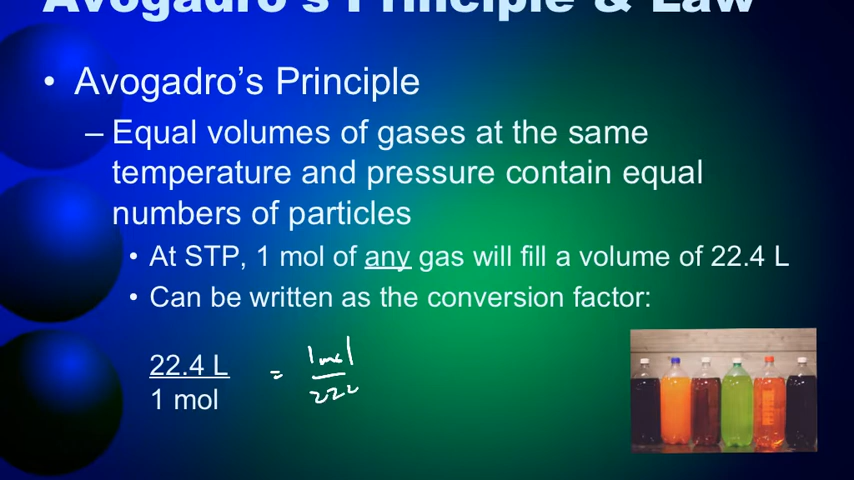 Avogadro's Principle & Law
• Avogadro's Principle
– Equal volumes of gases at the same
temperature and pressure contain equal
numbers of particles
• At STP, 1 mol of any gas will fill a volume of 22.4 L
• Can be written as the conversion factor:
22.4 L
1 mol
=
1 mol